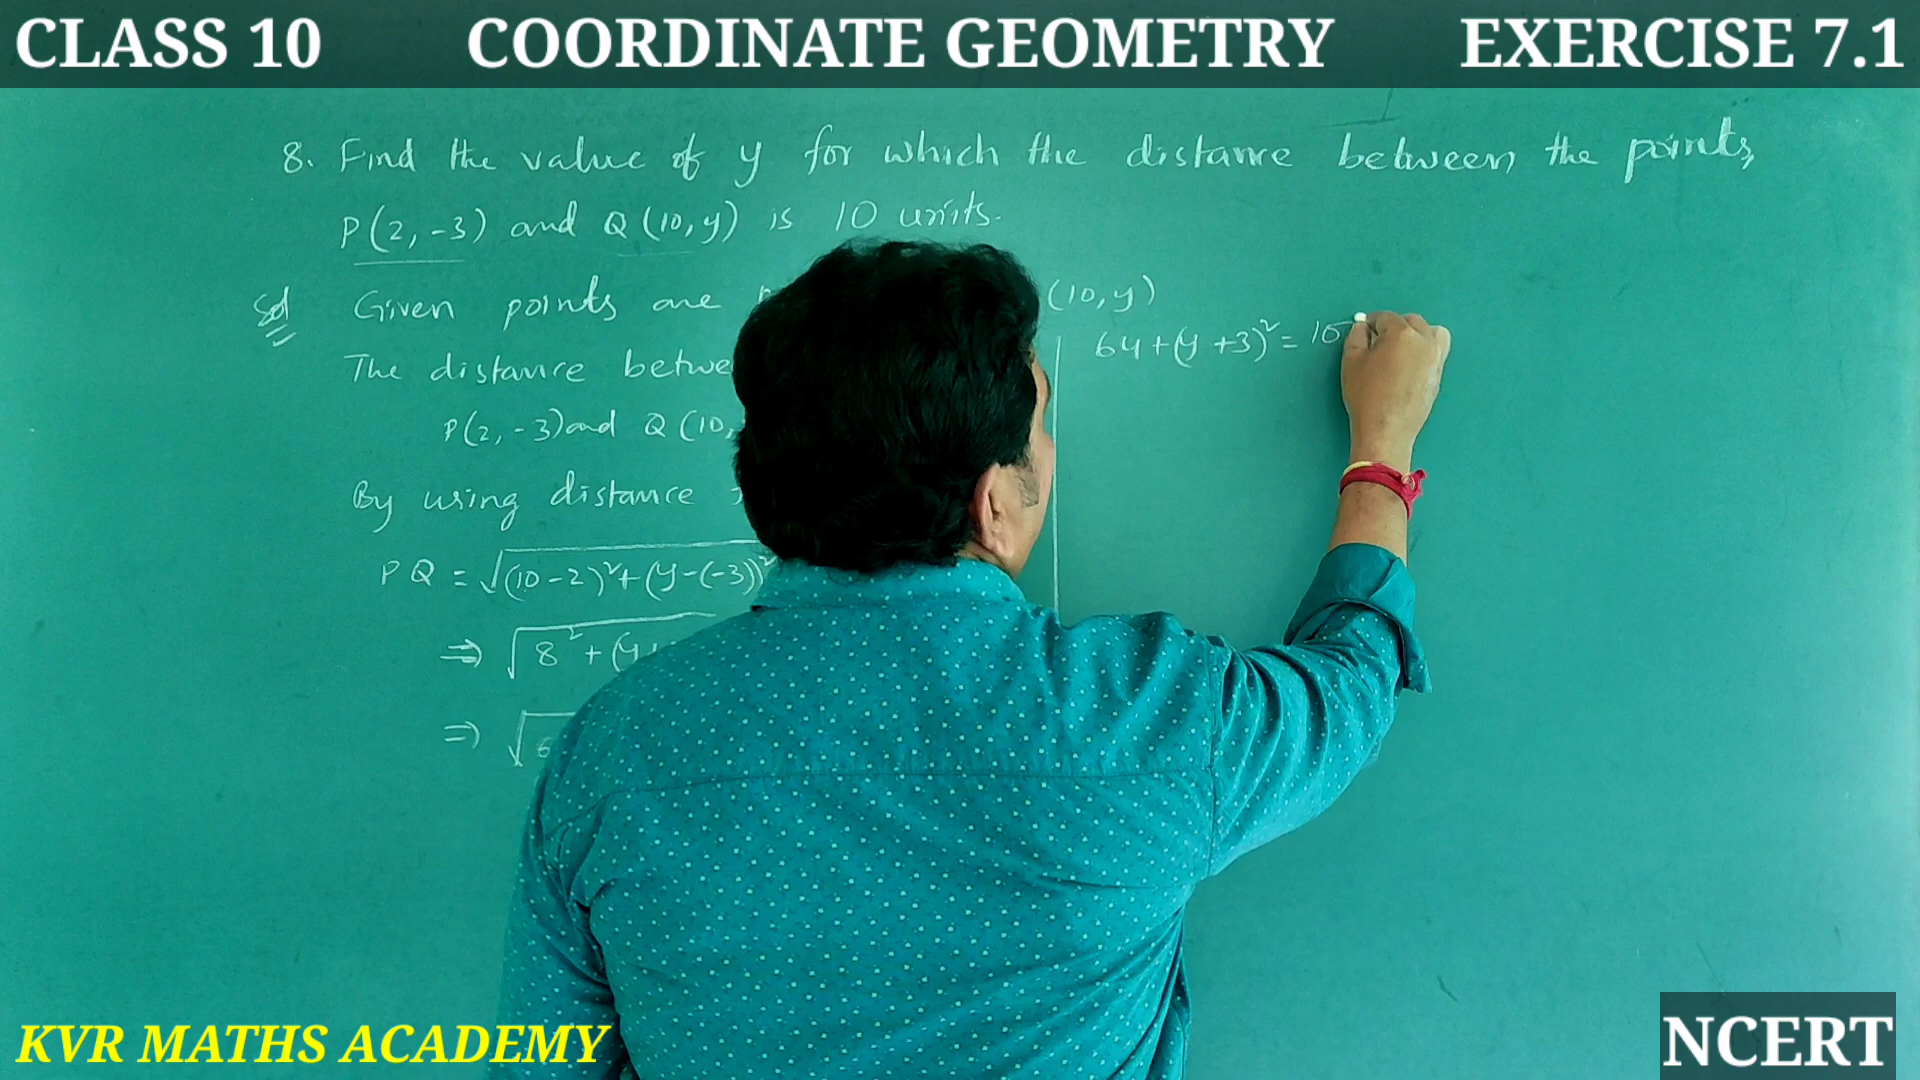 CLASS 10 COORDINATE GEOMETRY EXERCISE 7.1
8. Find the value of y for which the distance between the points,
P(2,-3) and Q(10,y) is 10 units.
Sol Given points are (10,y)
The distance betwe
P(2,-3) and Q(10,
By using distance
PQ = √(10-2)²+(y-(-3))²
⇒ √8²+(y+
⇒ √6
64+(y+3)²=10
KVR MATHS ACADEMY
NCERT